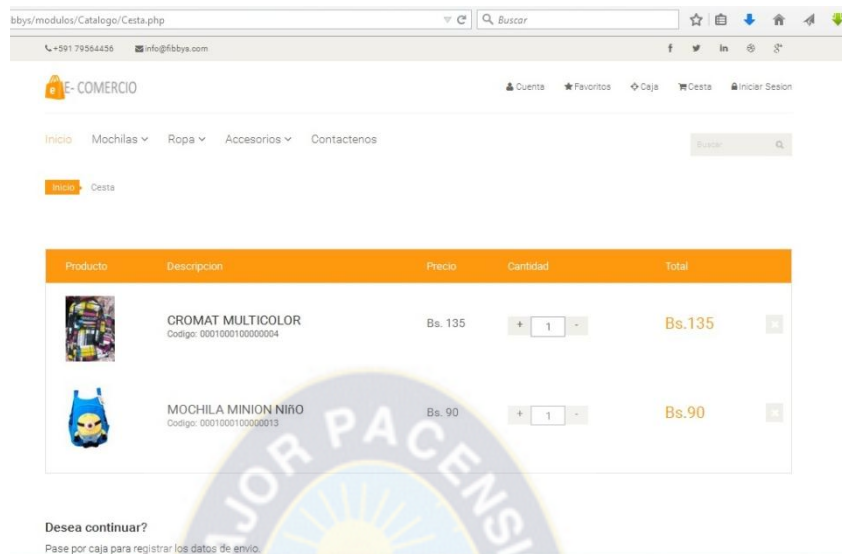 bbys/modulos/Catalogo/Cesta.php Buscar
+591 79564456 info@fibbys.com
E- COMERCIO Cuenta Favoritos Caja Cesta Iniciar Sesion
Inicio Mochilas Ropa Accesorios Contactenos Buscar
Inicio Cesta
Producto Descripcion Precio Cantidad Total
CROMAT MULTICOLOR Bs. 135 + 1 - Bs.135
Codigo: 0001000100000004
MOCHILA MINION NIñO Bs. 90 + 1 - Bs.90
Codigo: 0001000100000013
Desea continuar?
Pase por caja para registrar los datos de envio.
AJOR PACENSI